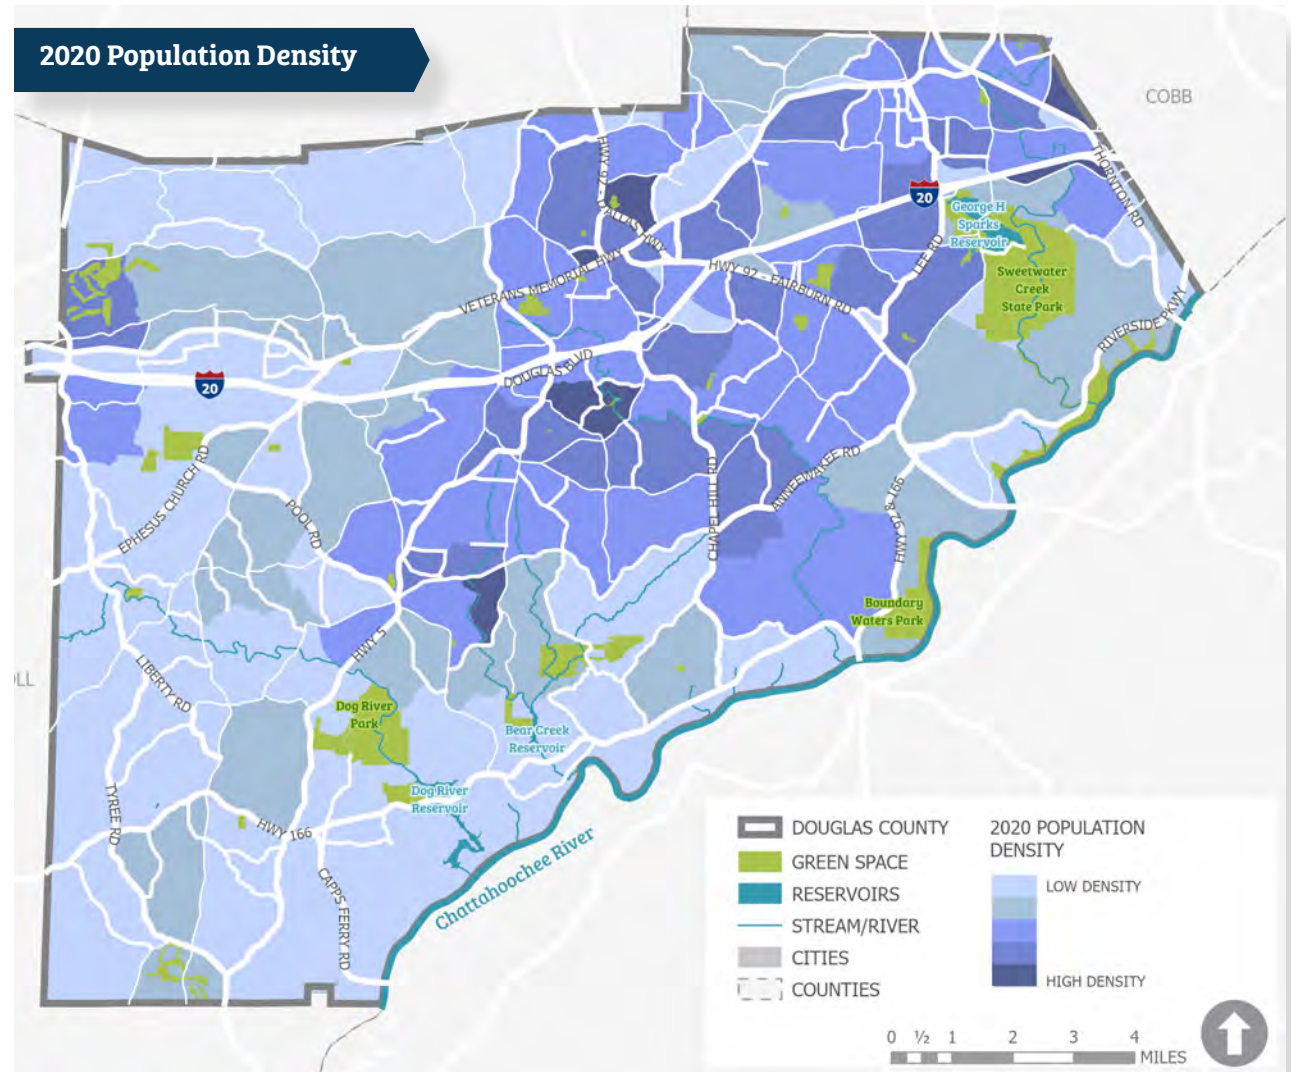 2020 Population Density
COBB
HWY 92 - DALLAS HWY
THORNTON RD
20
George H
Sparks
Reservoir
LEE RD
Sweetwater
Creek
State Park
VETERANS MEMORIAL HWY
HWY 92 - FAIRBURN RD
RIVERSIDE PKWY
DOUGLAS BLVD
20
EPHESUS CHURCH RD
POOL RD
CHAPEL HILL RD
ANNEEWAKEE RD
HWY 92 & 166
Boundary
Waters Park
HWY 5
LIBERTY RD
Dog River
Park
Bear Creek
Reservoir
Dog River
Reservoir
TYREE RD
HWY 166
CAPPS FERRY RD
Chattahoochee River
DOUGLAS COUNTY
GREEN SPACE
RESERVOIRS
STREAM/RIVER
CITIES
COUNTIES
2020 POPULATION
DENSITY
LOW DENSITY
HIGH DENSITY
0 ½ 1 2 3 4
MILES